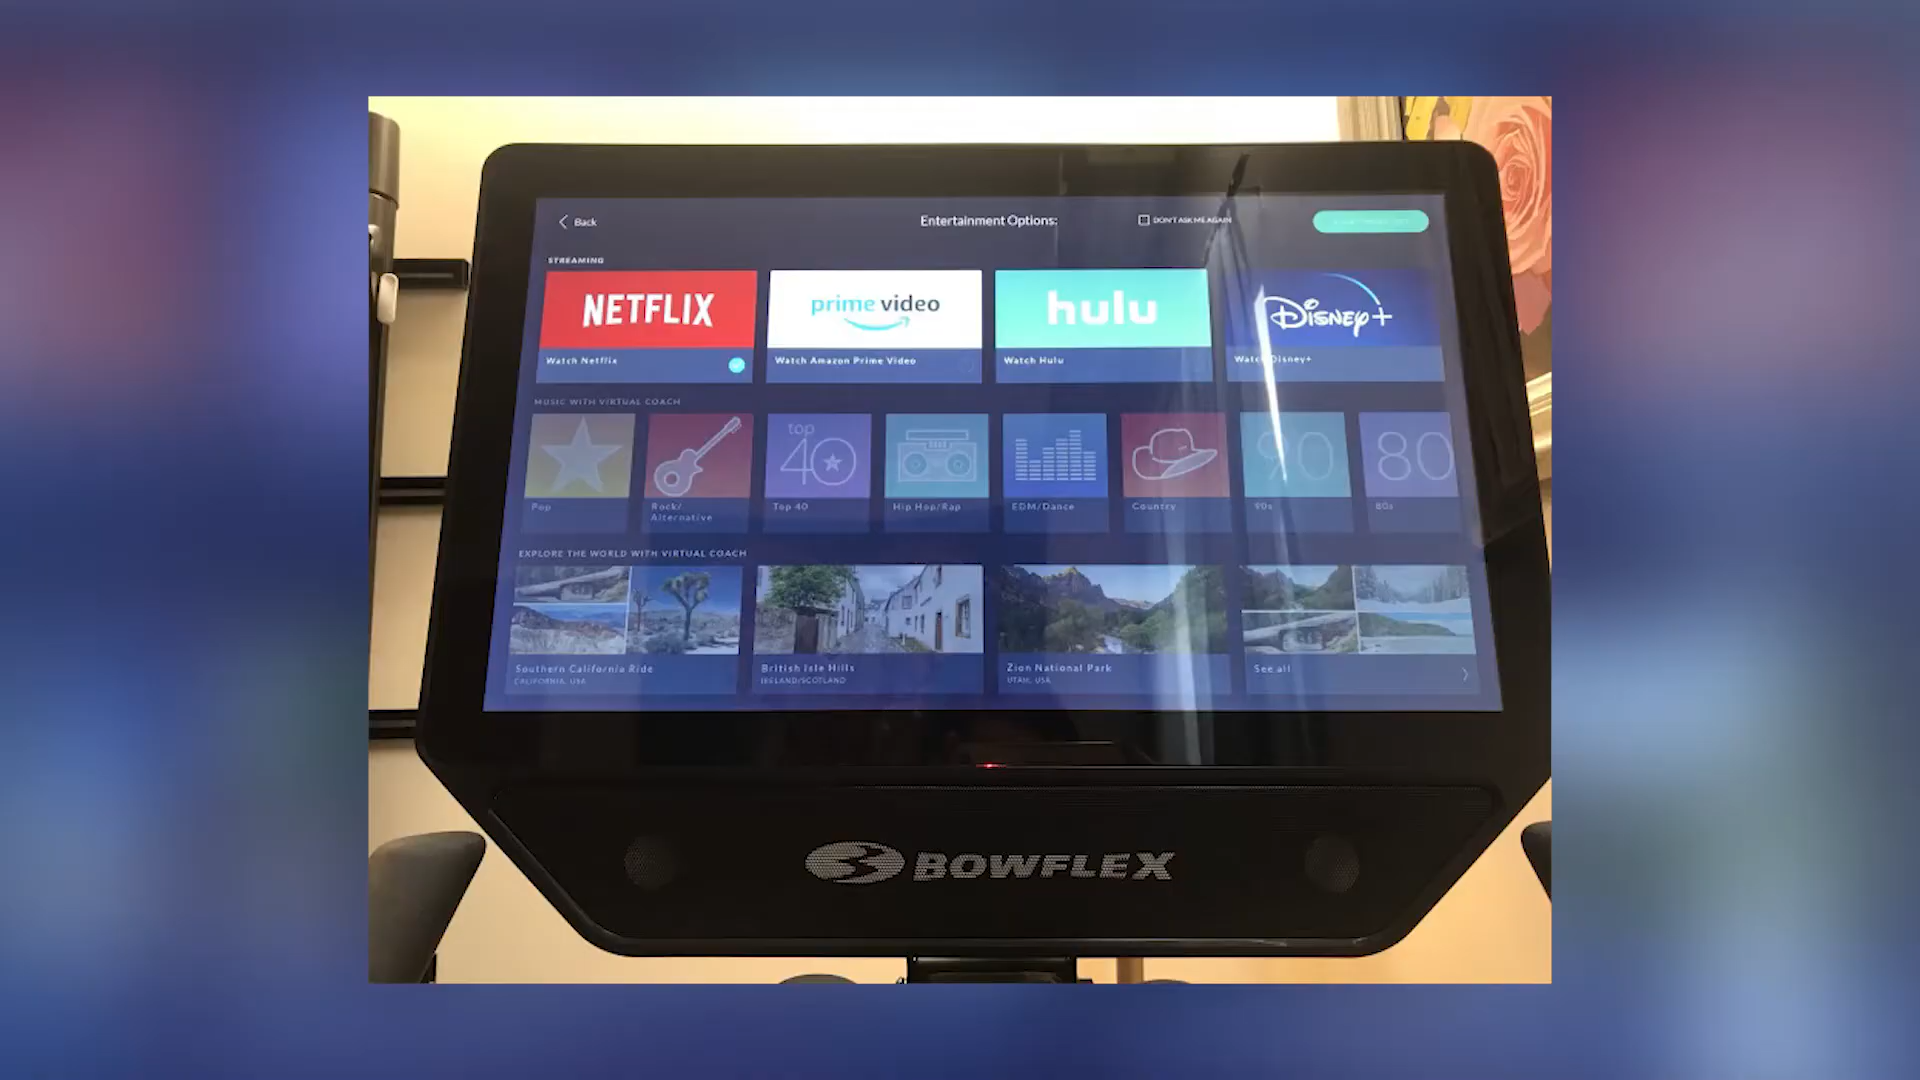 Back
Entertainment Options:
DON'T ASK ME AGAIN
STREAMING
NETFLIX
prime video
hulu
Disney+
Watch Netflix
Watch Amazon Prime Video
Watch Hulu
Watch Disney+
MUSIC WITH VIRTUAL COACH
top
40
90
80
Pop
Rock/
Alternative
Top 40
Hip Hop/Rap
EDM/Dance
Country
90s
80s
EXPLORE THE WORLD WITH VIRTUAL COACH
Southern California Ride
CALIFORNIA, USA
British Isle Hills
IRELAND/SCOTLAND
Zion National Park
UTAH, USA
See all
BOWFLEX